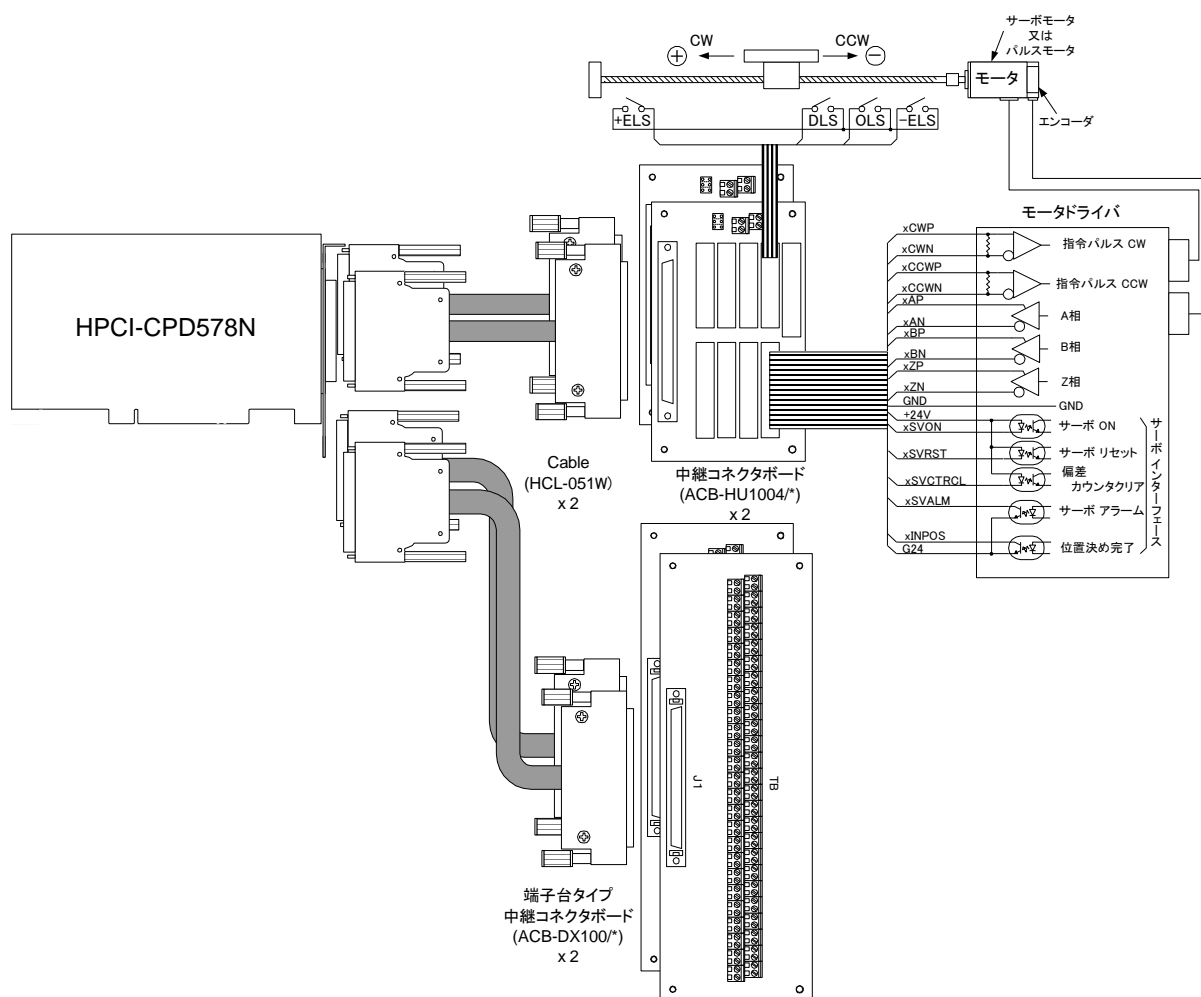 サーボモータ
又は
パルスモータ
CW
CCW
モータ
エンコーダ
+ELS
DLS
OLS
-ELS
HPCI-CPD578N
Cable
(HCL-051W)
x 2
中継コネクタボード
(ACB-HU1004/*)
x 2
モータドライバ
xCWP
xCWN
指令パルス CW
xCCWP
xCCWN
指令パルス CCW
xAP
xAN
A相
xBP
xBN
B相
xZP
xZN
Z相
GND
GND
+24V
xSVON
サーボ ON
xSVRST
サーボ リセット
xSVCTRCL
偏差
カウンタクリア
xSVALM
サーボ アラーム
xINPOS
G24
位置決め完了
サーボインターフェース
J1
TB
端子台タイプ
中継コネクタボード
(ACB-DX100/*)
x 2